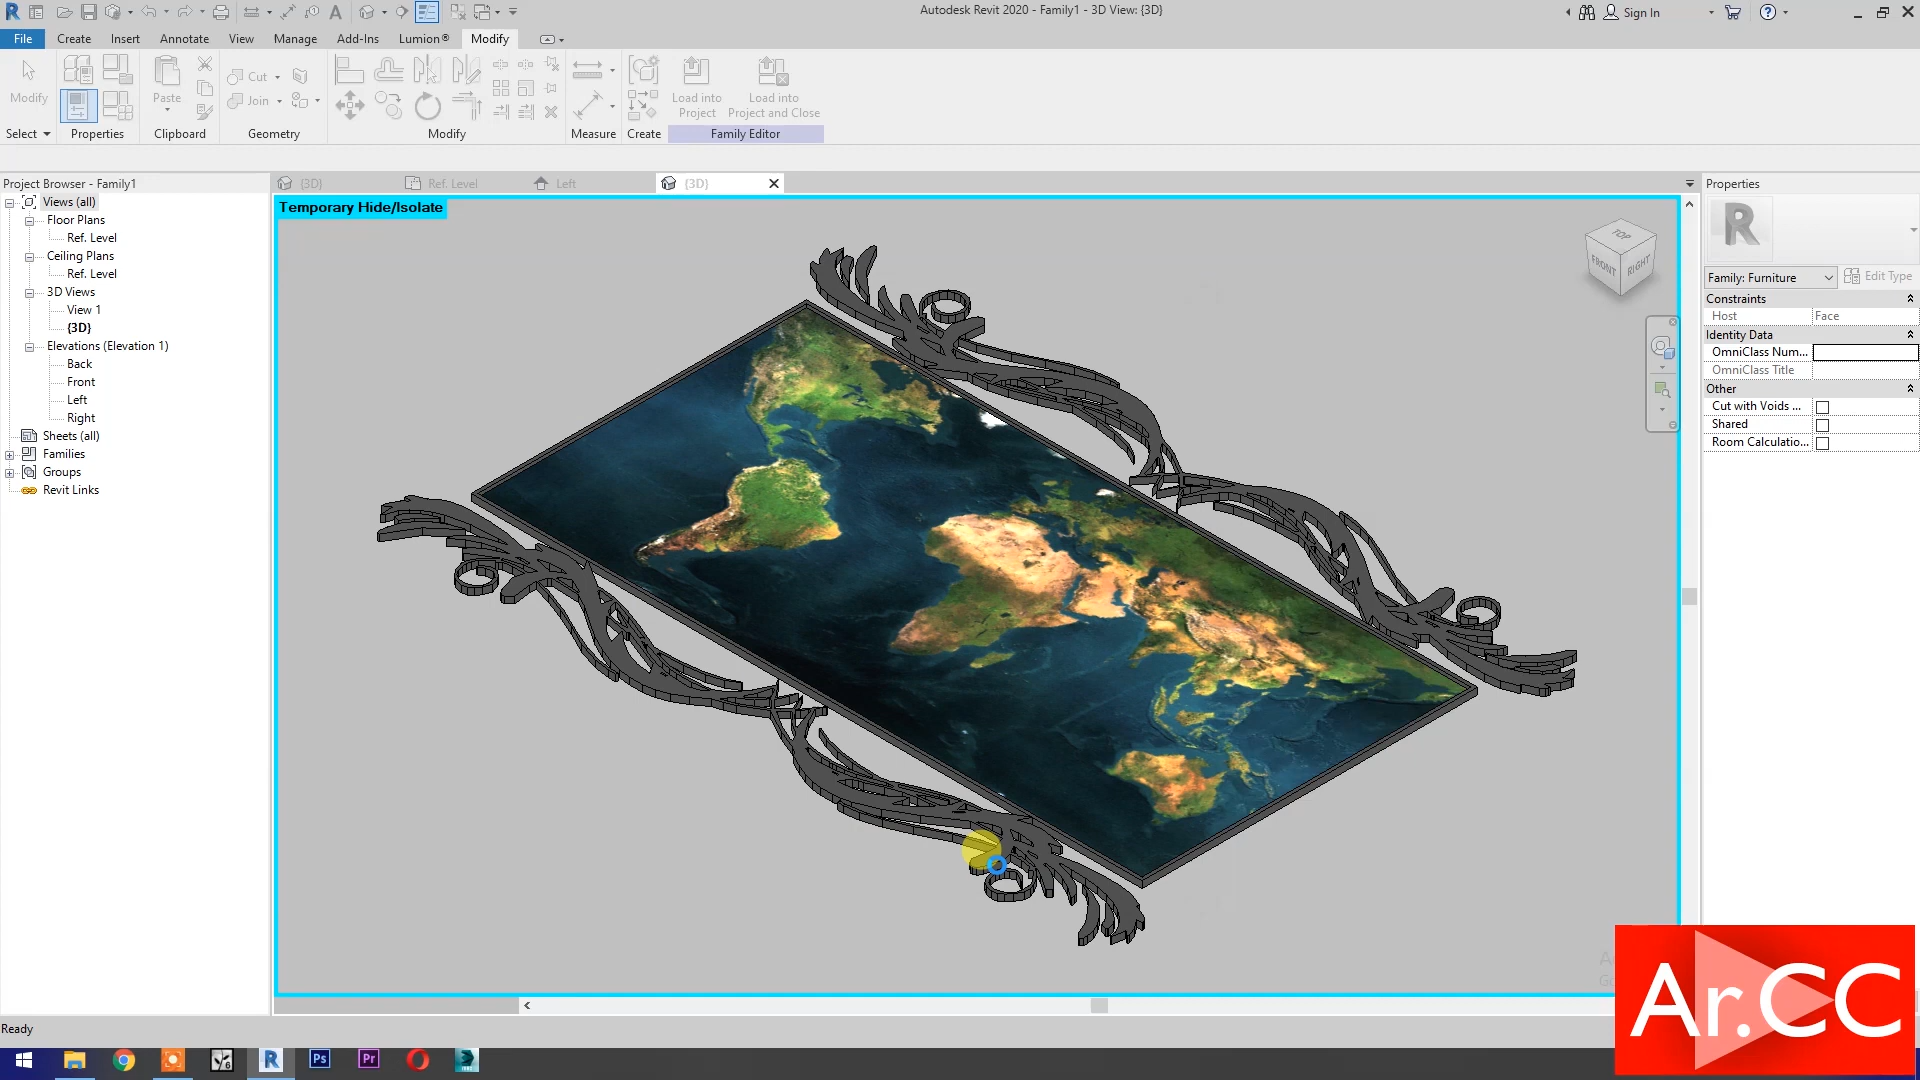 Autodesk Revit 2020 - Family1 - 3D View: {3D}
Sign In
File Create Insert Annotate View Manage Add-Ins Lumion® Modify
Modify
Paste
Cut
Join
Load into Project
Load into Project and Close
Select Properties Clipboard Geometry Modify Measure Create Family Editor
Project Browser - Family1
{3D} Ref. Level Left {3D}
Properties
Temporary Hide/Isolate
Views (all)
Floor Plans
Ref. Level
Ceiling Plans
Ref. Level
3D Views
View 1
{3D}
Elevations (Elevation 1)
Back
Front
Left
Right
Sheets (all)
Families
Groups
Revit Links
TOP
FRONT RIGHT
R
Family: Furniture
Edit Type
Constraints
Host Face
Identity Data
OmniClass Num...
OmniClass Title
Other
Cut with Voids ...
Shared
Room Calculatio...
Ar.CC
Ready
R Ps Pr